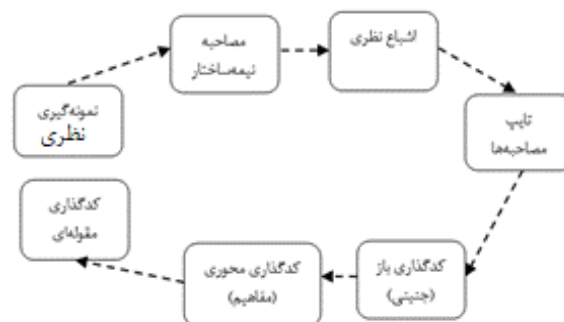 نمونه‌گیری
نظری
مصاحبه
نیمه‌ساختار
اشباع نظری
تایپ
مصاحبه‌ها
کدگذاری باز
(جنینی)
کدگذاری محوری
(مفاهیم)
کدگذاری
مقوله‌ای